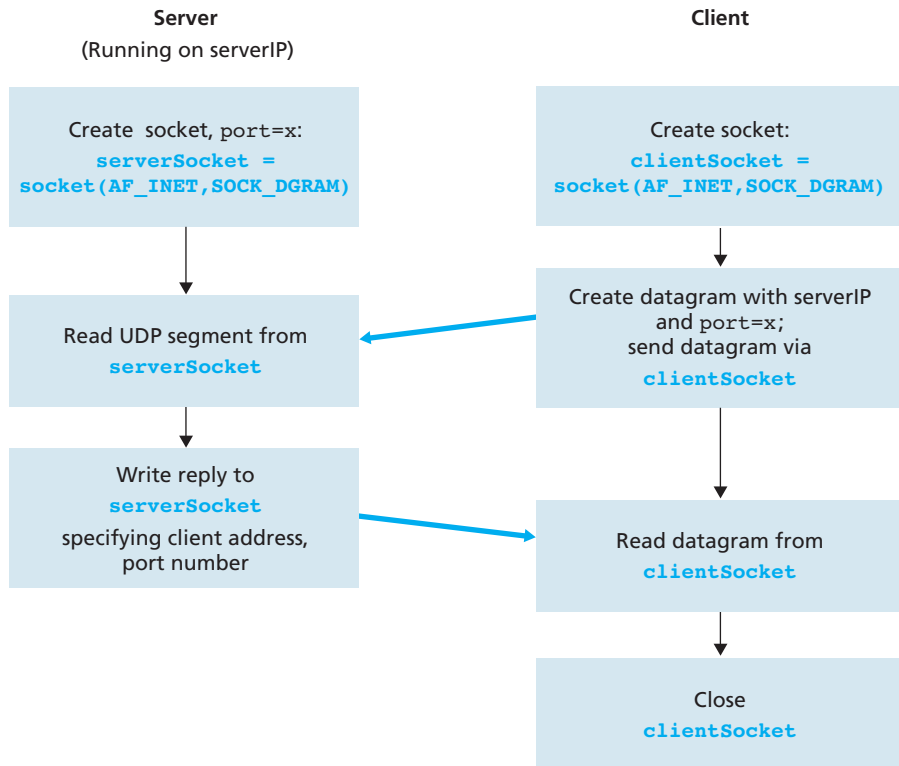 Server
(Running on serverIP)
Create socket, port=x:
serverSocket =
socket(AF_INET,SOCK_DGRAM)
Read UDP segment from
serverSocket
Write reply to
serverSocket
specifying client address,
port number
Client
Create socket:
clientSocket =
socket(AF_INET,SOCK_DGRAM)
Create datagram with serverIP
and port=x;
send datagram via
clientSocket
Read datagram from
clientSocket
Close
clientSocket